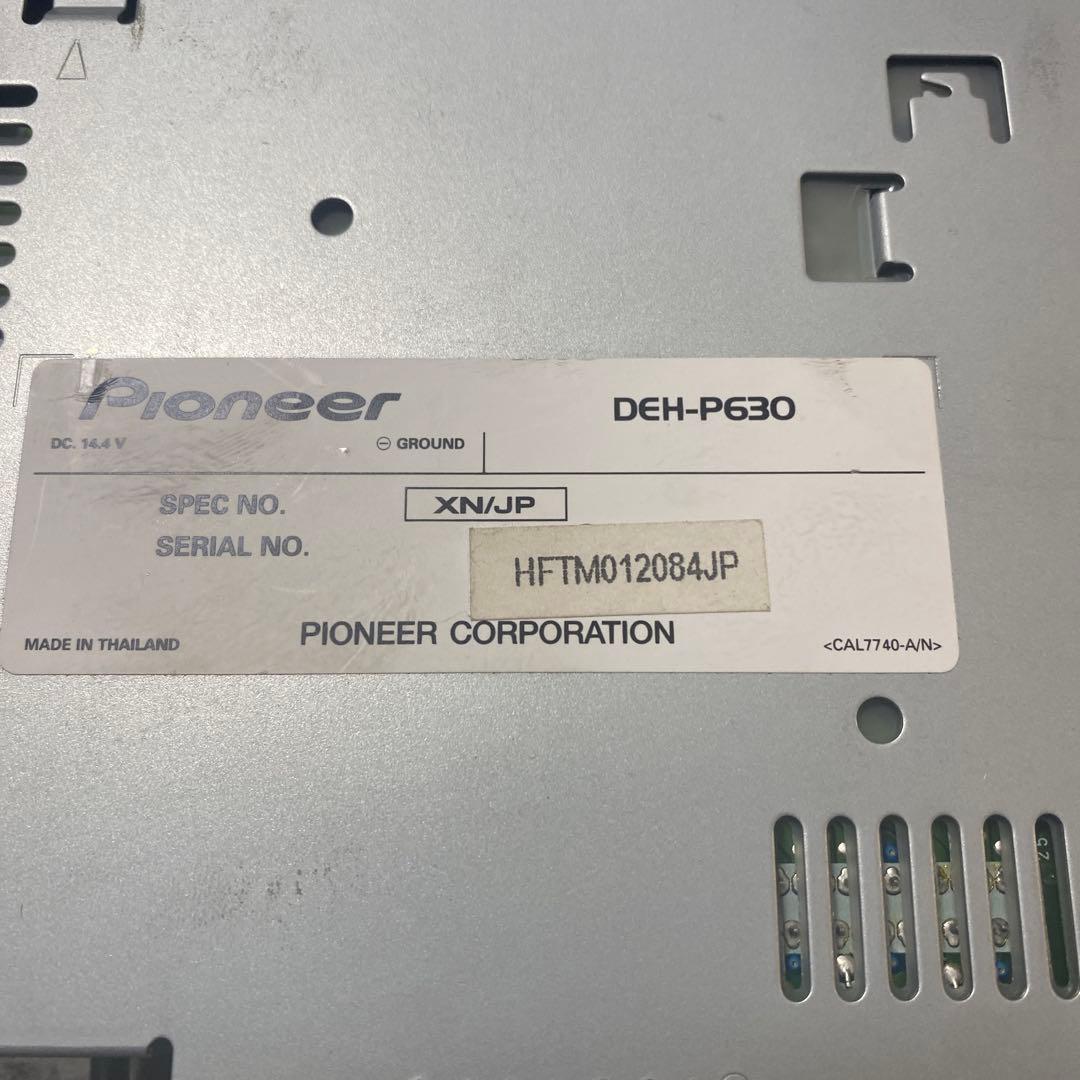 Pioneer
DEH-P630
DC. 14.4 V
⊖ GROUND
SPEC NO.
XN/JP
SERIAL NO.
HFTM012084JP
MADE IN THAILAND
PIONEER CORPORATION
<CAL7740-A/N>
25